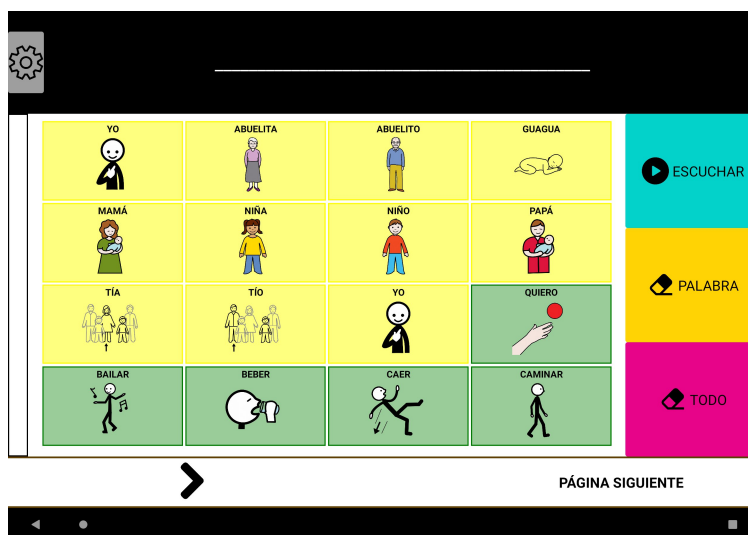 YO
ABUELITA
ABUELITO
GUAGUA
ESCUCHAR
MAMÁ
NIÑA
NIÑO
PAPÁ
PALABRA
TÍA
TÍO
YO
QUIERO
BAILAR
BEBER
CAER
CAMINAR
TODO
PÁGINA SIGUIENTE